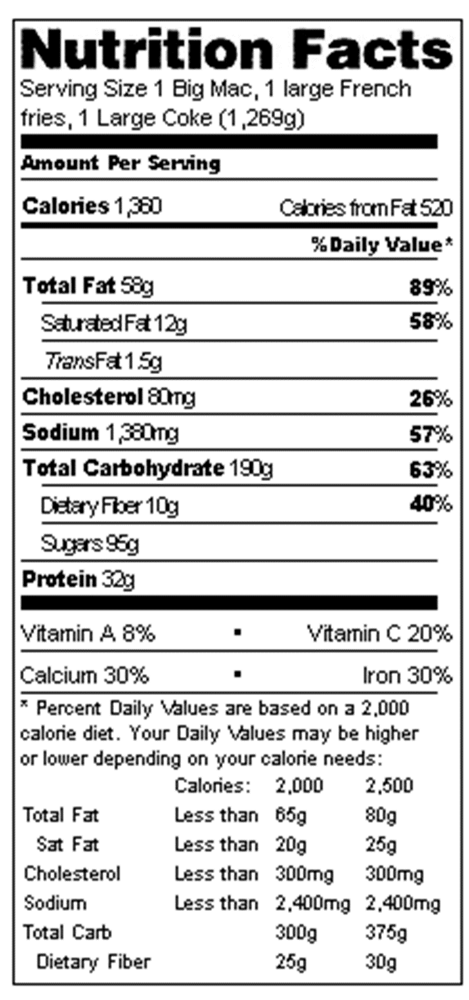 Nutrition Facts
Serving Size 1 Big Mac, 1 large French
fries, 1 Large Coke (1,269g)
Amount Per Serving
Calories 1,360 Calories from Fat 520
% Daily Value*
Total Fat 58g 89%
Saturated Fat 12g 58%
Trans Fat 1.5g
Cholesterol 80mg 26%
Sodium 1,380mg 57%
Total Carbohydrate 190g 63%
Dietary Fiber 10g 40%
Sugars 95g
Protein 32g
Vitamin A 8% ▪ Vitamin C 20%
Calcium 30% ▪ Iron 30%
* Percent Daily Values are based on a 2,000
calorie diet. Your Daily Values may be higher
or lower depending on your calorie needs:
Calories: 2,000 2,500
Total Fat Less than 65g 80g
Sat Fat Less than 20g 25g
Cholesterol Less than 300mg 300mg
Sodium Less than 2,400mg 2,400mg
Total Carb 300g 375g
Dietary Fiber 25g 30g